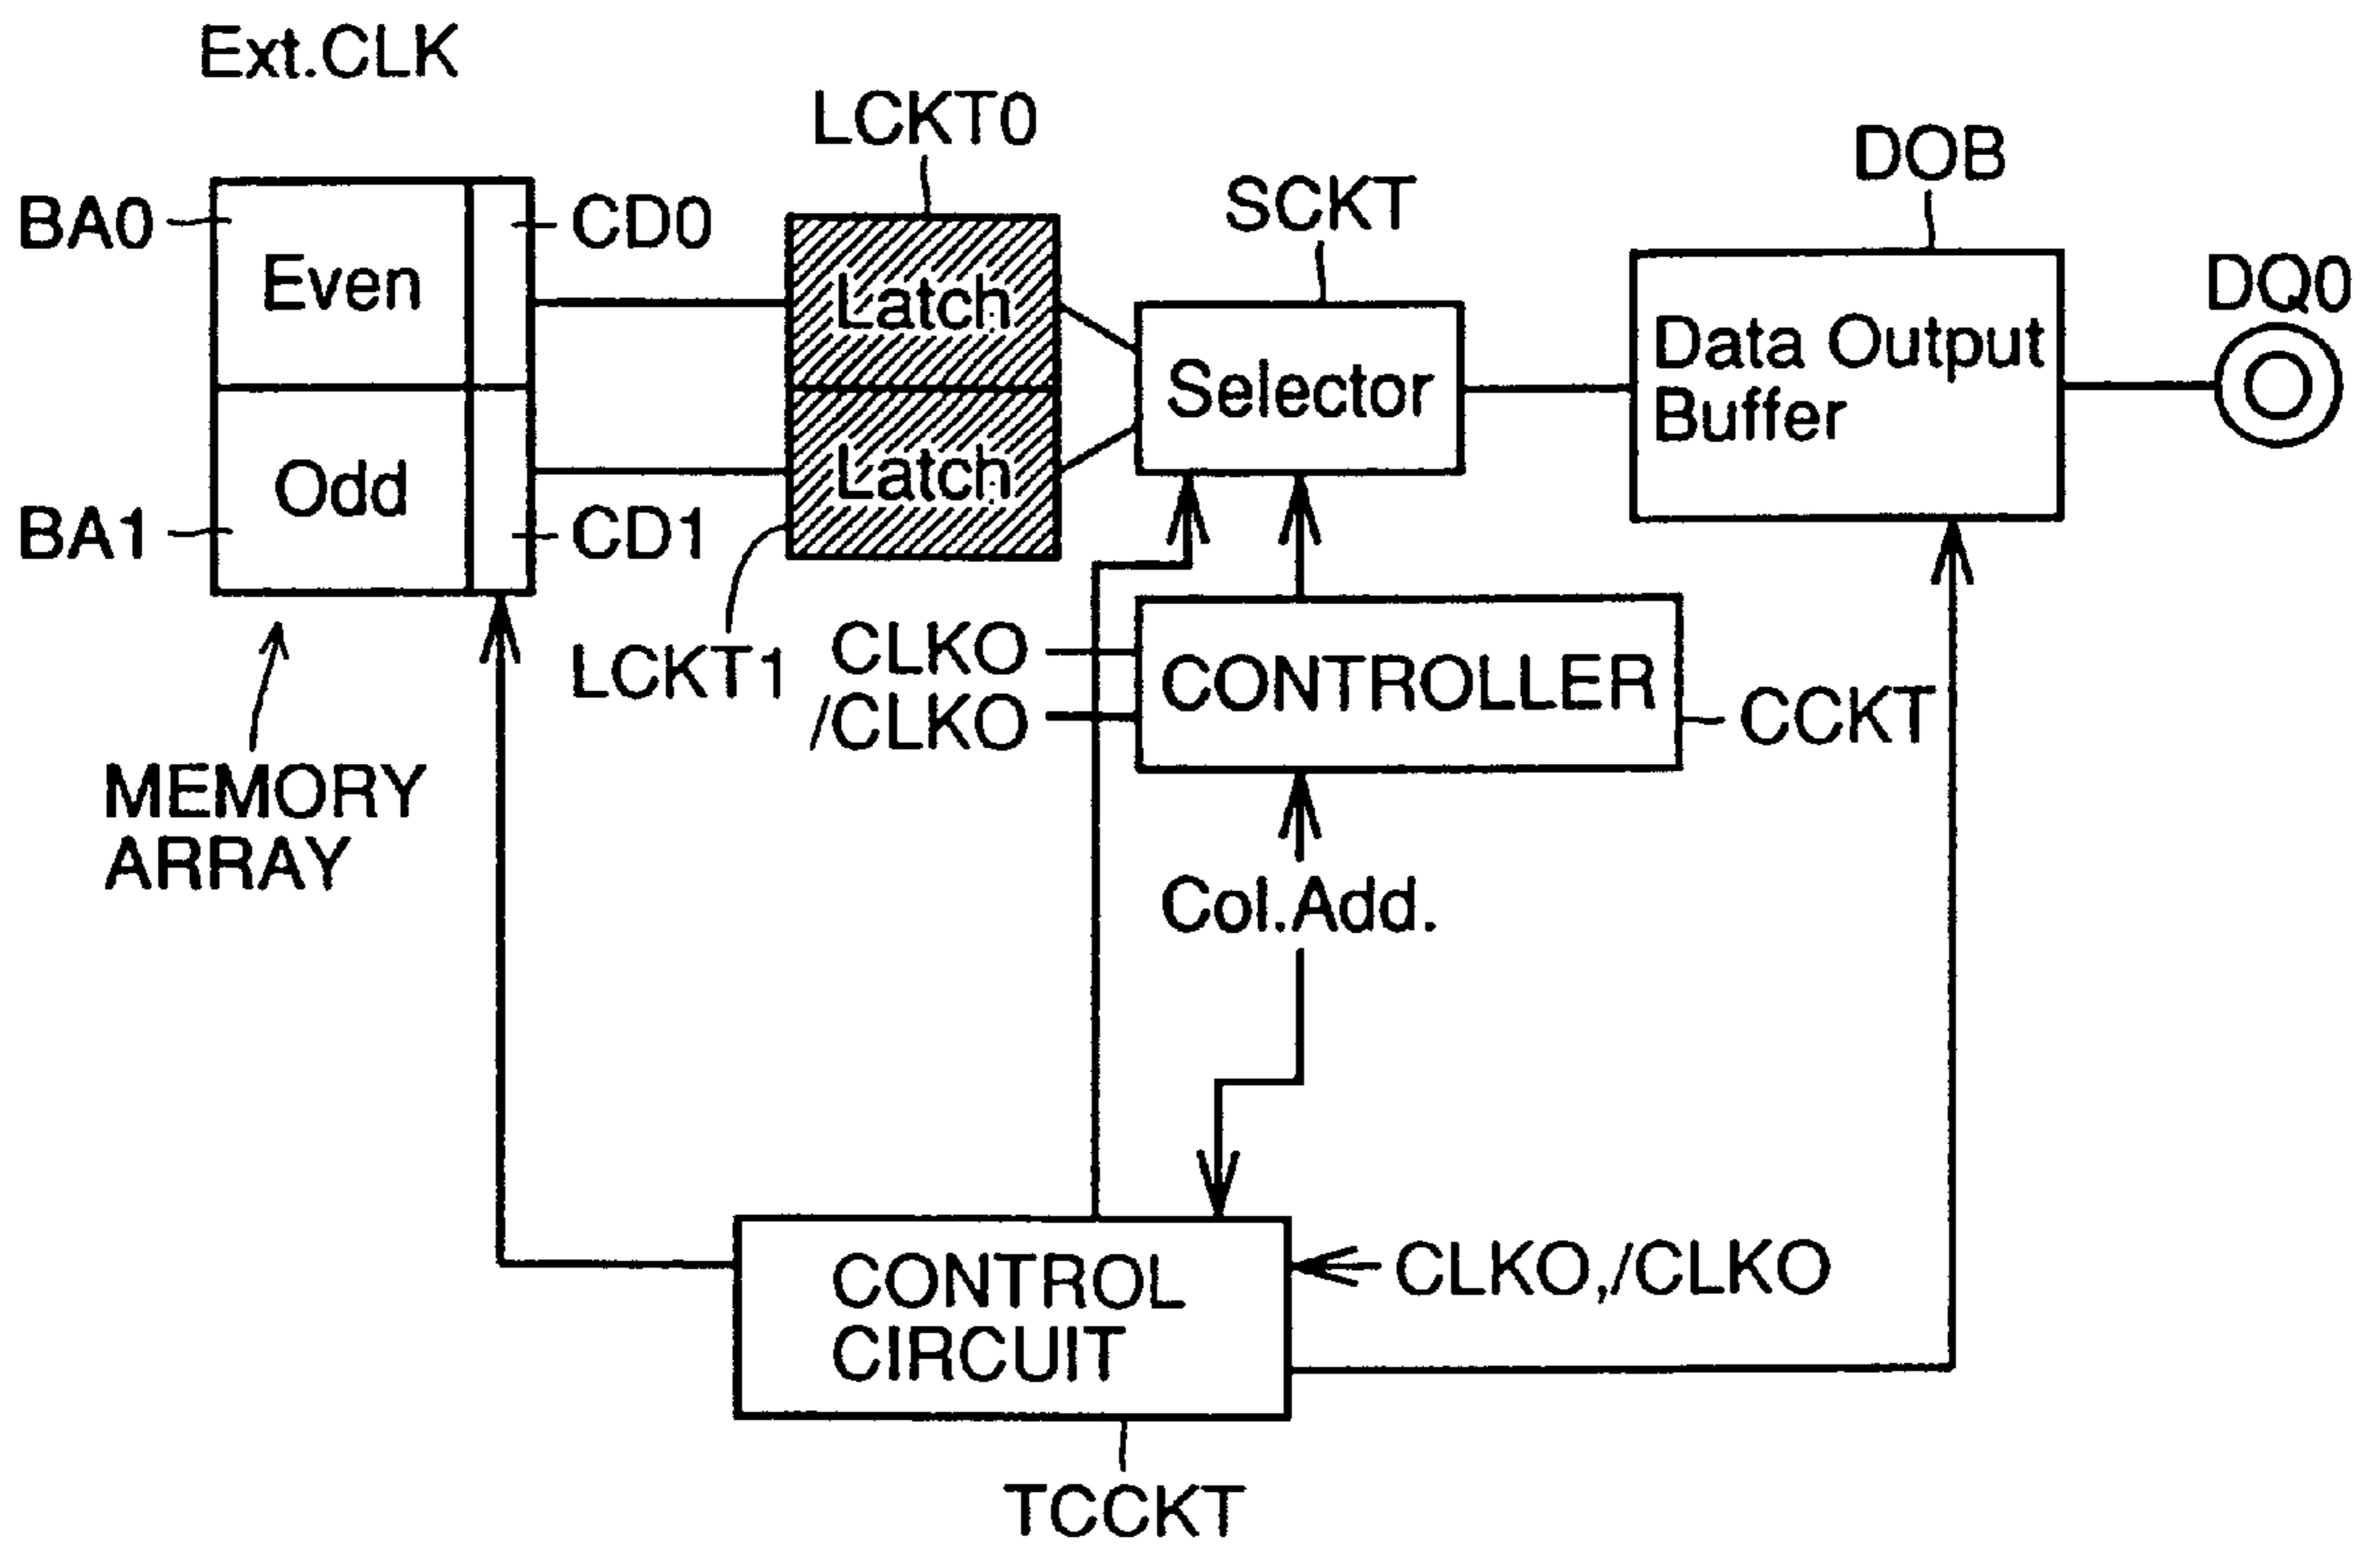 Ext.CLK
LCKT0
DOB
SCKT
BA0
CD0
DQ0
Even
Latch
Data Output
Buffer
Selector
Latch
Odd
BA1
CD1
LCKT1
CLKO
/CLKO
CONTROLLER
CCKT
MEMORY
ARRAY
Col.Add.
CONTROL
CIRCUIT
CLKO,/CLKO
TCCKT